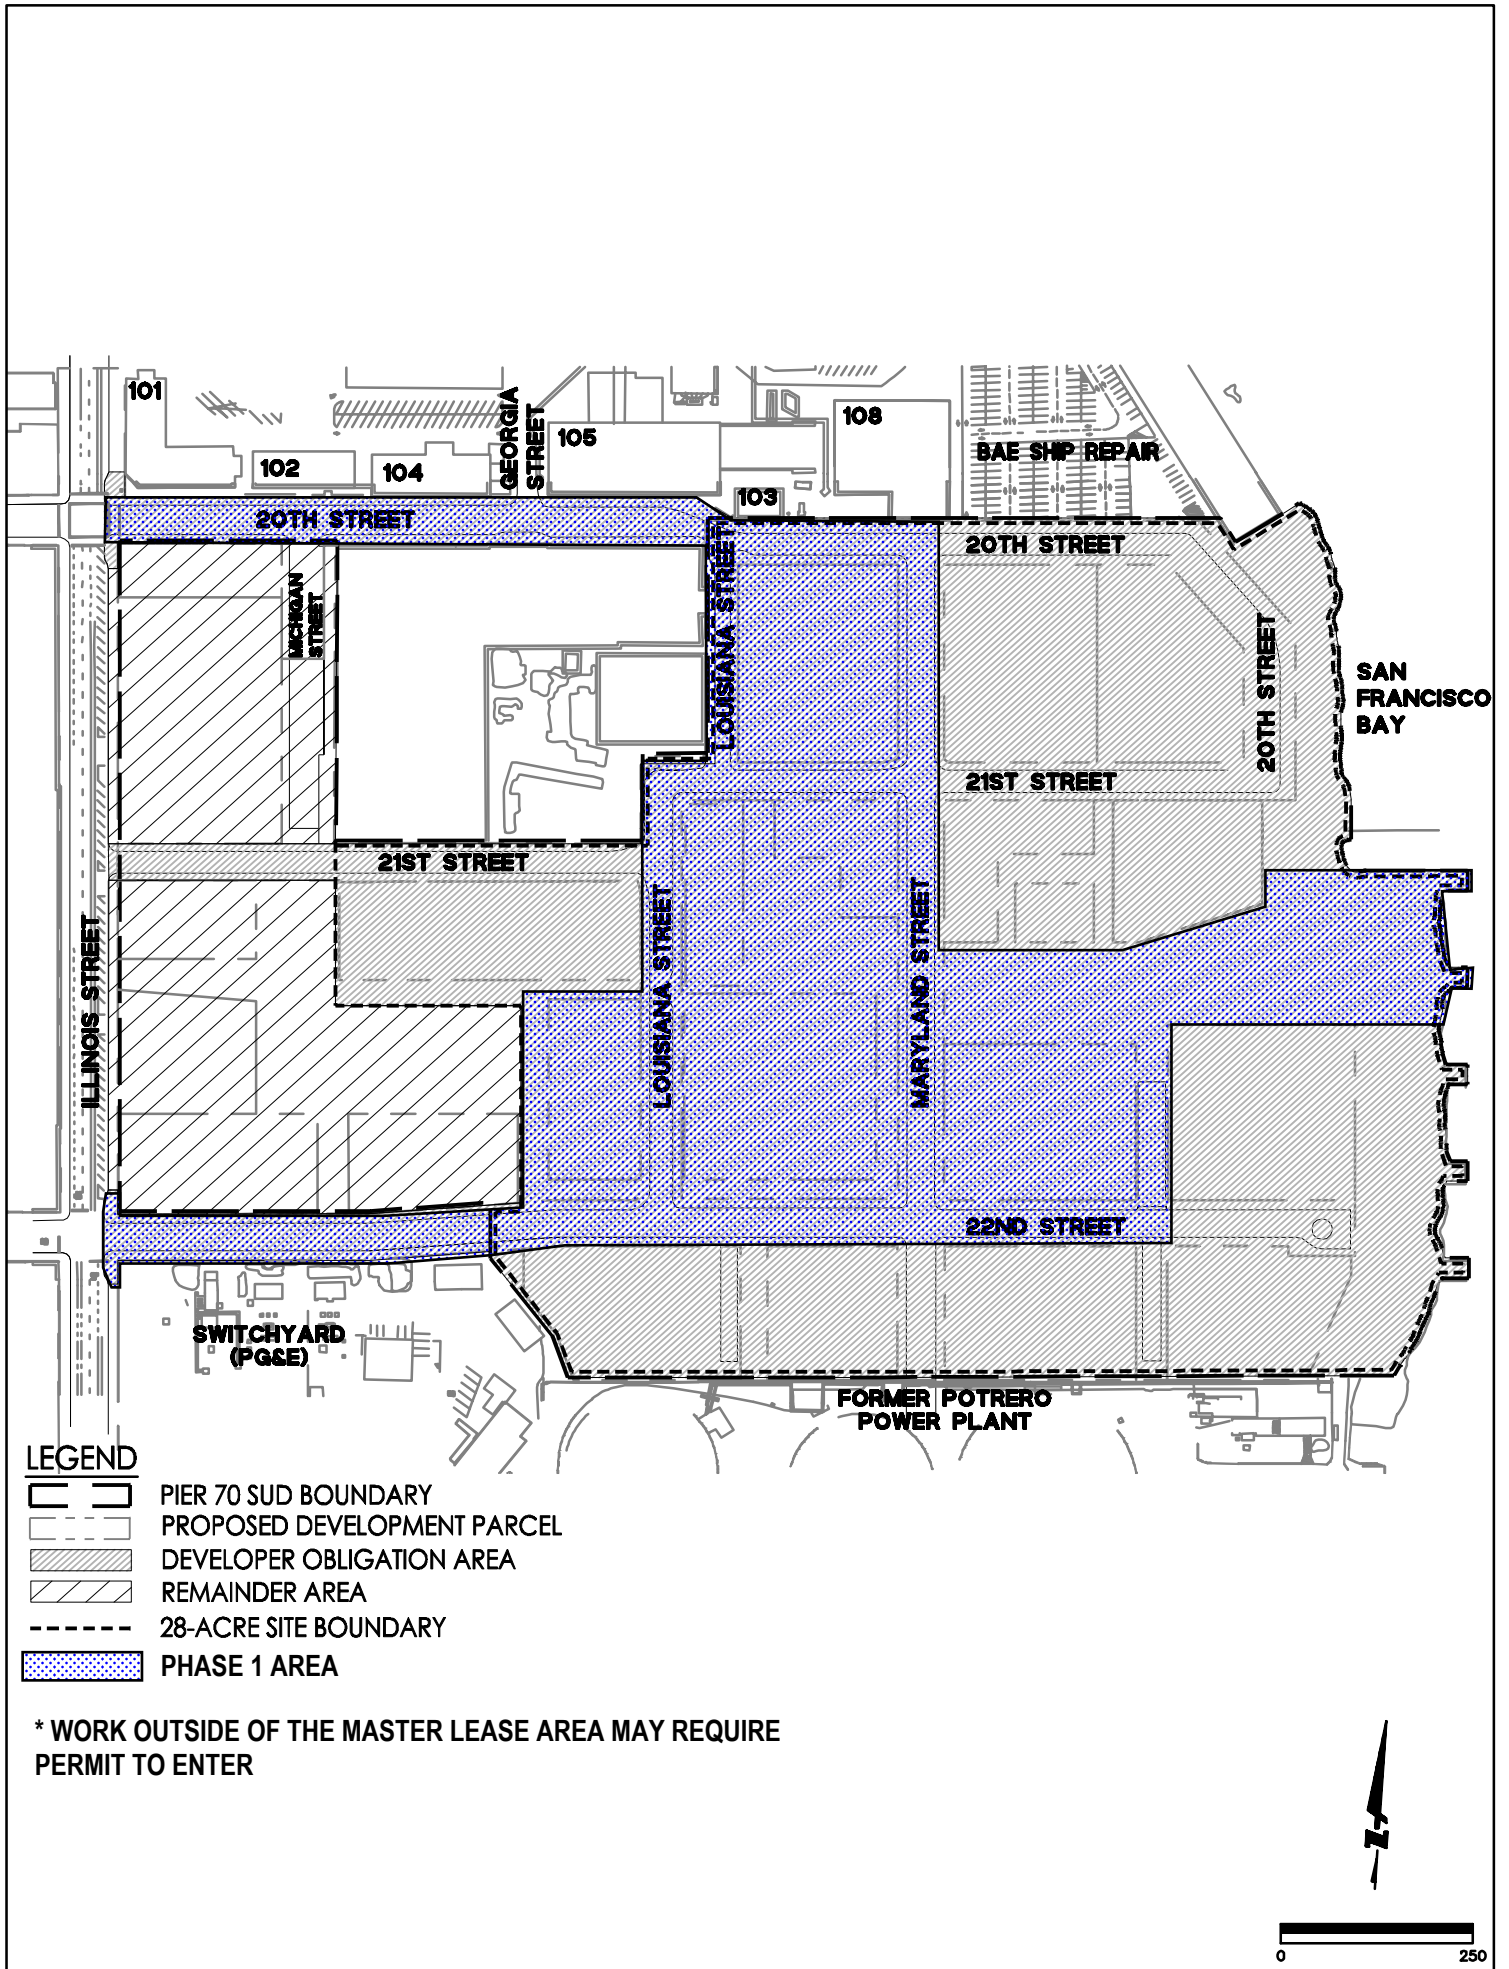 101
102
104
GEORGIA
STREET
105
103
108
BAE SHIP REPAIR
20TH STREET
20TH STREET
MICHIGAN
STREET
LOUISIANA STREET
20TH STREET
SAN
FRANCISCO
BAY
21ST STREET
21ST STREET
ILLINOIS STREET
LOUISIANA STREET
MARYLAND STREET
22ND STREET
SWITCHYARD
(PG&E)
FORMER POTRERO
POWER PLANT
LEGEND
PIER 70 SUD BOUNDARY
PROPOSED DEVELOPMENT PARCEL
DEVELOPER OBLIGATION AREA
REMAINDER AREA
28-ACRE SITE BOUNDARY
PHASE 1 AREA
* WORK OUTSIDE OF THE MASTER LEASE AREA MAY REQUIRE
PERMIT TO ENTER
Z
0 250